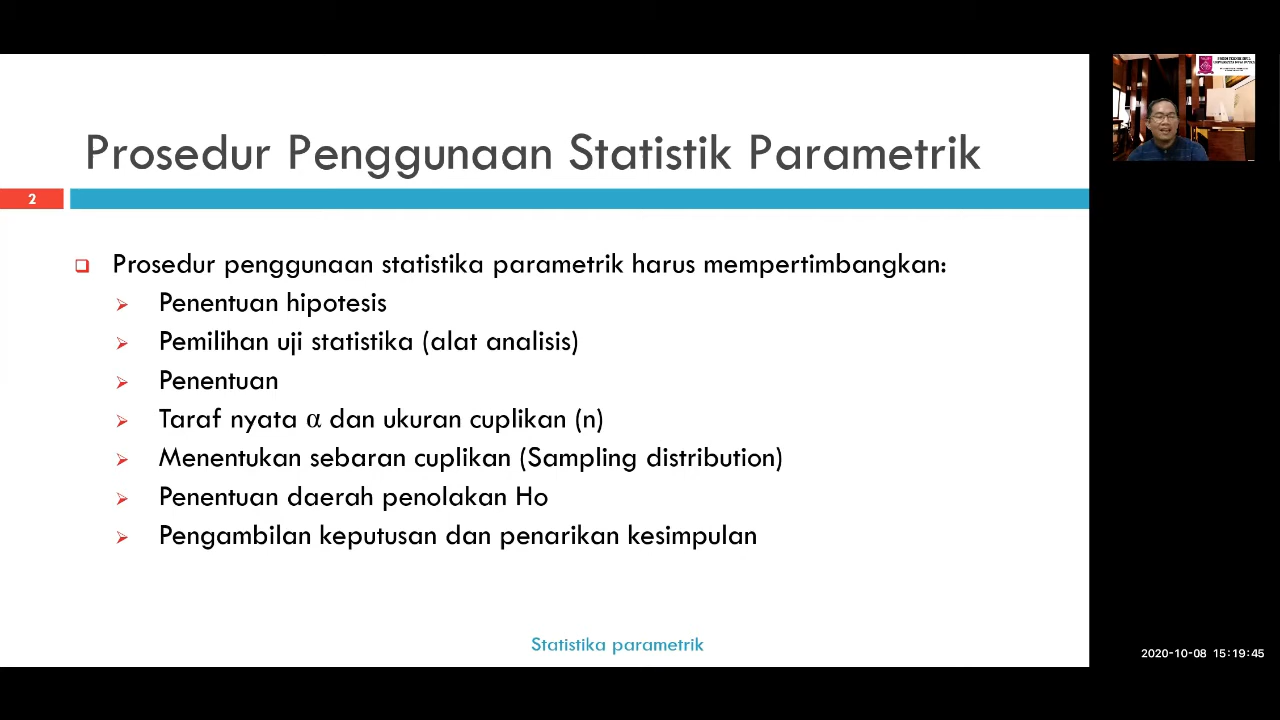 Prosedur Penggunaan Statistik Parametrik
2
Prosedur penggunaan statistika parametrik harus mempertimbangkan:
Penentuan hipotesis
Pemilihan uji statistika (alat analisis)
Penentuan
Taraf nyata α dan ukuran cuplikan (n)
Menentukan sebaran cuplikan (Sampling distribution)
Penentuan daerah penolakan Ho
Pengambilan keputusan dan penarikan kesimpulan
Statistika parametrik
2020-10-08 15:19:45